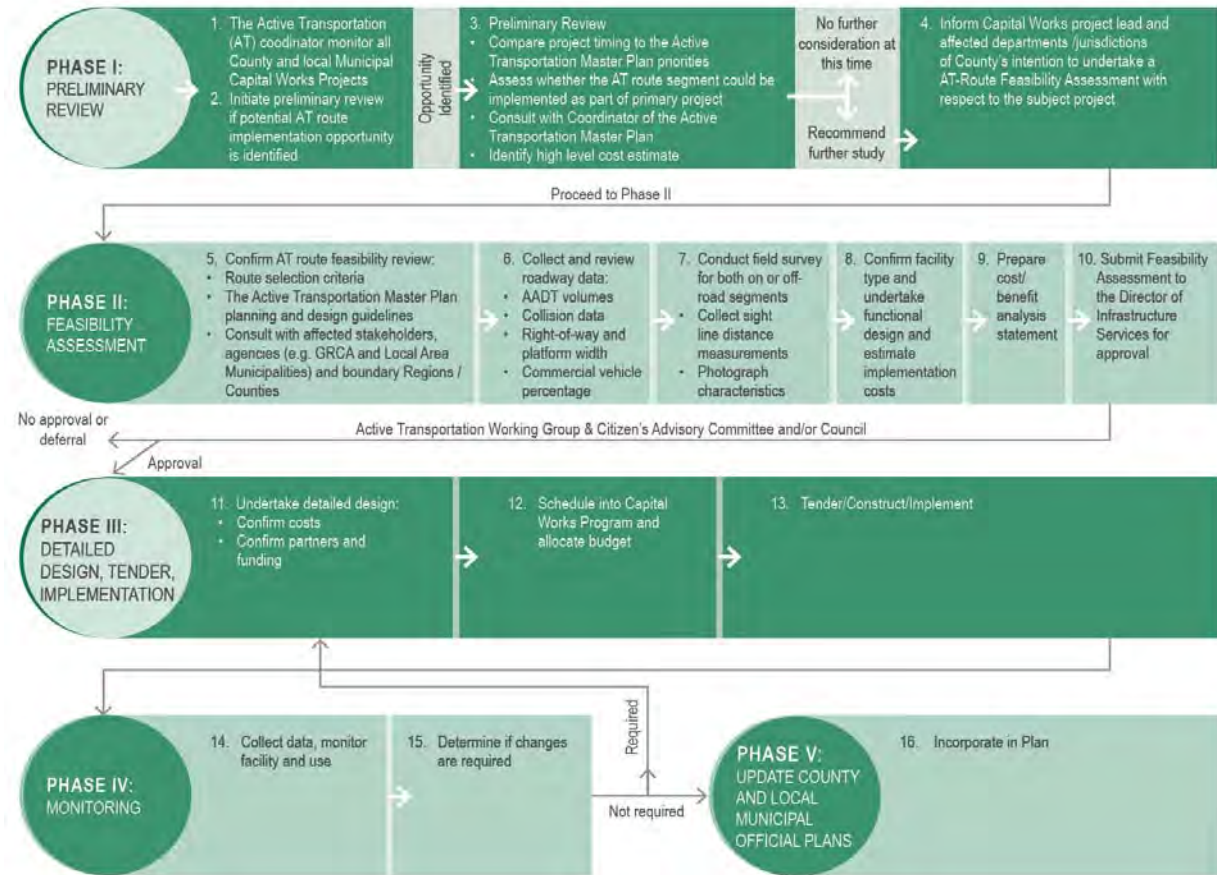 PHASE I:
PRELIMINARY
REVIEW
1. The Active Transportation
(AT) coordinator monitor all
County and local Municipal
Capital Works Projects
2. Initiate preliminary review
if potential AT route
implementation opportunity
is identified
Opportunity
Identified
3. Preliminary Review
• Compare project timing to the Active
Transportation Master Plan priorities
• Assess whether the AT route segment could be
implemented as part of primary project
• Consult with Coordinator of the Active
Transportation Master Plan
• Identify high level cost estimate
No further
consideration at
this time
Recommend
further study
4. Inform Capital Works project lead and
affected departments /jurisdictions
of County's intention to undertake a
AT-Route Feasibility Assessment with
respect to the subject project
Proceed to Phase II
PHASE II:
FEASIBILITY
ASSESSMENT
5. Confirm AT route feasibility review:
• Route selection criteria
• The Active Transportation Master Plan
planning and design guidelines
• Consult with affected stakeholders,
agencies (e.g. GRCA and Local Area
Municipalities) and boundary Regions /
Counties
6. Collect and review
roadway data:
• AADT volumes
• Collision data
• Right-of-way and
platform width
• Commercial vehicle
percentage
7. Conduct field survey
for both on or off-
road segments
• Collect sight
line distance
measurements
• Photograph
characteristics
8. Confirm facility
type and
undertake
functional
design and
estimate
implementation
costs
9. Prepare
cost/
benefit
analysis
statement
10. Submit Feasibility
Assessment to
the Director of
Infrastructure
Services for
approval
No approval or
deferral
Active Transportation Working Group & Citizen's Advisory Committee and/or Council
Approval
PHASE III:
DETAILED
DESIGN, TENDER,
IMPLEMENTATION
11. Undertake detailed design:
• Confirm costs
• Confirm partners and
funding
12. Schedule into Capital
Works Program and
allocate budget
13. Tender/Construct/Implement
PHASE IV:
MONITORING
14. Collect data, monitor
facility and use
15. Determine if changes
are required
Required
Not required
PHASE V:
UPDATE COUNTY
AND LOCAL
MUNICIPAL
OFFICIAL PLANS
16. Incorporate in Plan